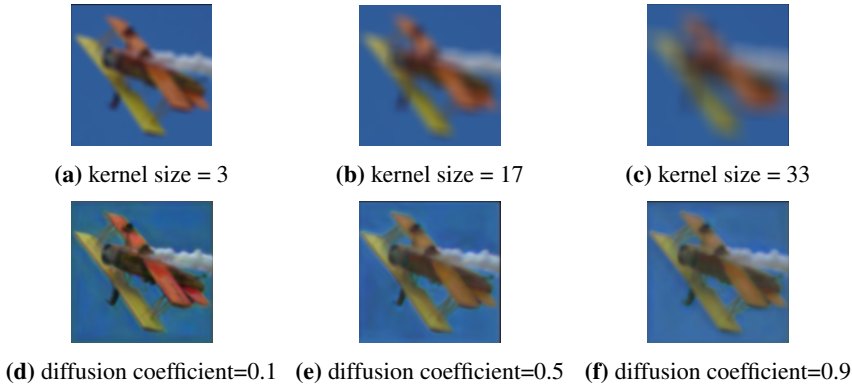 (a) kernel size = 3
(b) kernel size = 17
(c) kernel size = 33
(d) diffusion coefficient=0.1
(e) diffusion coefficient=0.5
(f) diffusion coefficient=0.9